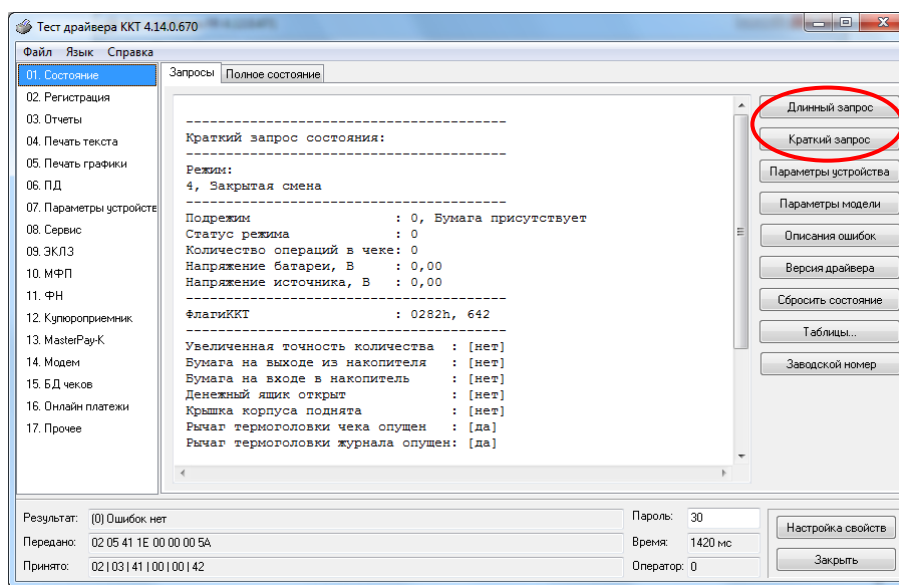 Тест драйвера ККТ 4.14.0.670
Файл Язык Справка
01. Состояние
02. Регистрация
03. Отчеты
04. Печать текста
05. Печать графики
06. ПД
07. Параметры устройств
08. Сервис
09. ЭКЛЗ
10. МФП
11. ФН
12. Купюроприемник
13. MasterPay-K
14. Модем
15. БД чеков
16. Онлайн платежи
17. Прочее
Запросы Полное состояние
----------------------------------------
Краткий запрос состояния:
----------------------------------------
Режим:
4, Закрытая смена
----------------------------------------
Подрежим : 0, Бумага присутствует
Статус режима : 0
Количество операций в чеке: 0
Напряжение батареи, В : 0,00
Напряжение источника, В : 0,00
----------------------------------------
ФлагиККТ : 0282h, 642
----------------------------------------
Увеличенная точность количества : [нет]
Бумага на выходе из накопителя : [нет]
Бумага на входе в накопитель : [нет]
Денежный ящик открыт : [нет]
Крышка корпуса поднята : [нет]
Рычаг термоголовки чека опущен : [да]
Рычаг термоголовки журнала опущен: [да]
Длинный запрос
Краткий запрос
Параметры устройства
Параметры модели
Описания ошибок
Версия драйвера
Сбросить состояние
Таблицы...
Заводской номер
Результат: (0) Ошибок нет
Передано: 02 05 41 1E 00 00 00 5A
Принято: 02|03|41|00|00|42
Пароль: 30
Время: 1420 мс
Оператор: 0
Настройка свойств
Закрыть